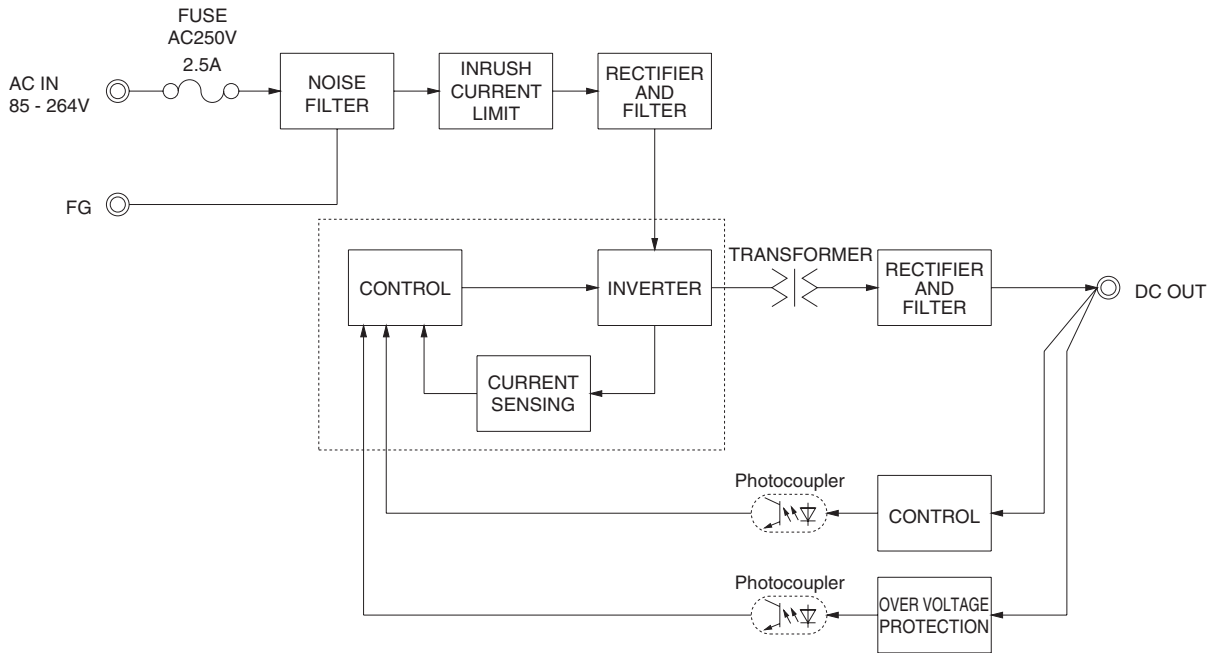 FUSE
AC250V
2.5A
AC IN
85 - 264V
NOISE
FILTER
INRUSH
CURRENT
LIMIT
RECTIFIER
AND
FILTER
FG
CONTROL
INVERTER
TRANSFORMER
RECTIFIER
AND
FILTER
DC OUT
CURRENT
SENSING
Photocoupler
CONTROL
Photocoupler
OVER VOLTAGE
PROTECTION